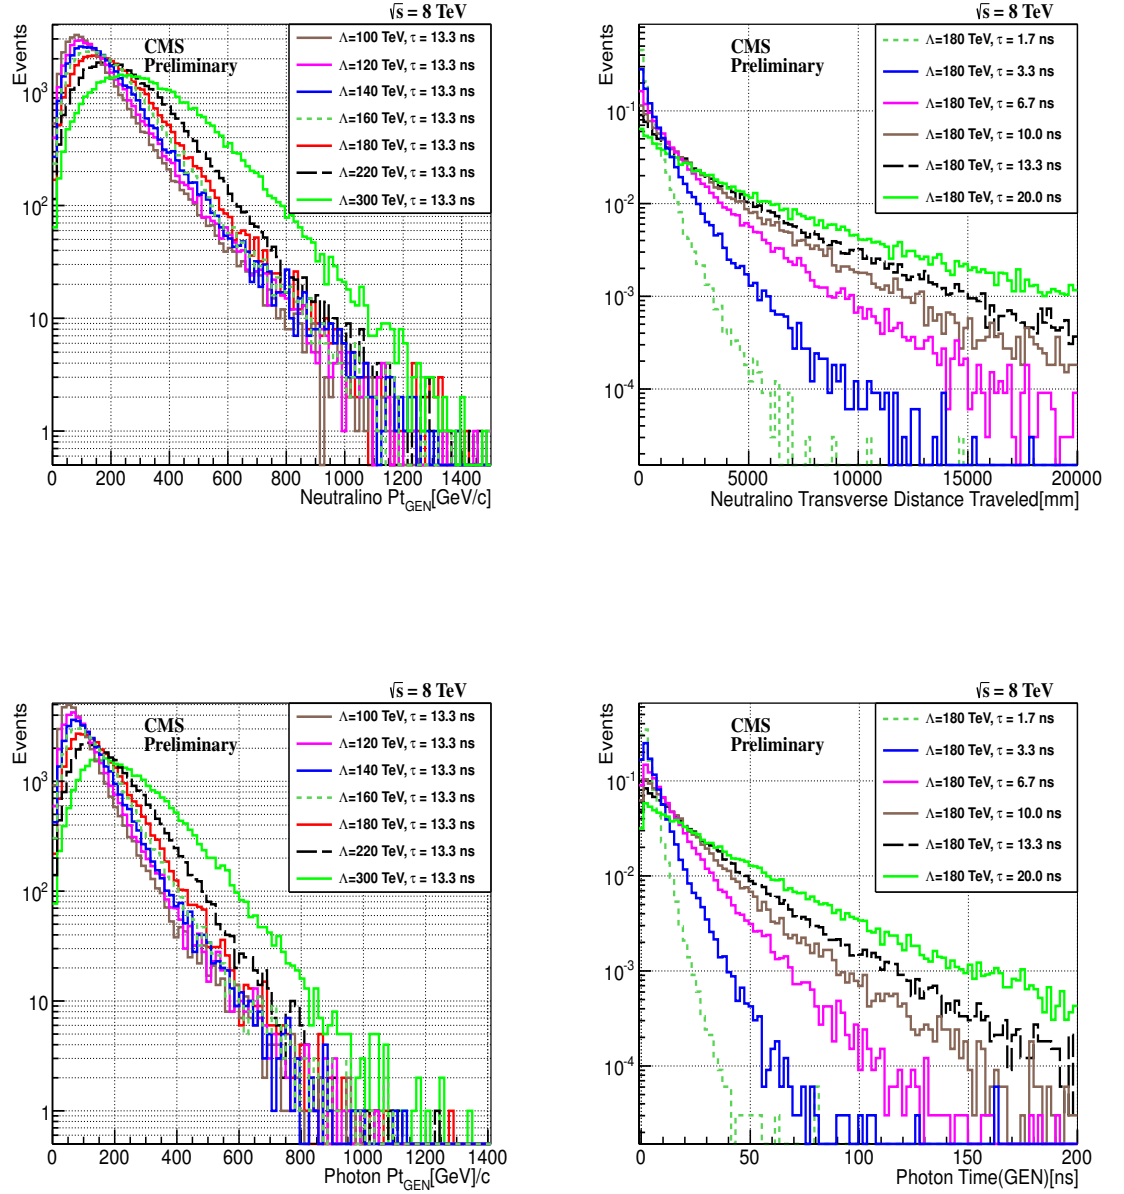 √s = 8 TeV
Events
CMS
Preliminary
Λ=100 TeV, τ = 13.3 ns
Λ=120 TeV, τ = 13.3 ns
Λ=140 TeV, τ = 13.3 ns
Λ=160 TeV, τ = 13.3 ns
Λ=180 TeV, τ = 13.3 ns
Λ=220 TeV, τ = 13.3 ns
Λ=300 TeV, τ = 13.3 ns
10³
10²
10
1
0 200 400 600 800 1000 1200 1400
Neutralino Pt_GEN[GeV/c]
√s = 8 TeV
Events
CMS
Preliminary
Λ=180 TeV, τ = 1.7 ns
Λ=180 TeV, τ = 3.3 ns
Λ=180 TeV, τ = 6.7 ns
Λ=180 TeV, τ = 10.0 ns
Λ=180 TeV, τ = 13.3 ns
Λ=180 TeV, τ = 20.0 ns
10⁻¹
10⁻²
10⁻³
10⁻⁴
0 5000 10000 15000 20000
Neutralino Transverse Distance Traveled[mm]
√s = 8 TeV
Events
CMS
Preliminary
Λ=100 TeV, τ = 13.3 ns
Λ=120 TeV, τ = 13.3 ns
Λ=140 TeV, τ = 13.3 ns
Λ=160 TeV, τ = 13.3 ns
Λ=180 TeV, τ = 13.3 ns
Λ=220 TeV, τ = 13.3 ns
Λ=300 TeV, τ = 13.3 ns
10³
10²
10
1
0 200 400 600 800 1000 1200 1400
Photon Pt_GEN[GeV]/c
√s = 8 TeV
Events
CMS
Preliminary
Λ=180 TeV, τ = 1.7 ns
Λ=180 TeV, τ = 3.3 ns
Λ=180 TeV, τ = 6.7 ns
Λ=180 TeV, τ = 10.0 ns
Λ=180 TeV, τ = 13.3 ns
Λ=180 TeV, τ = 20.0 ns
10⁻¹
10⁻²
10⁻³
10⁻⁴
0 50 100 150 200
Photon Time(GEN)[ns]